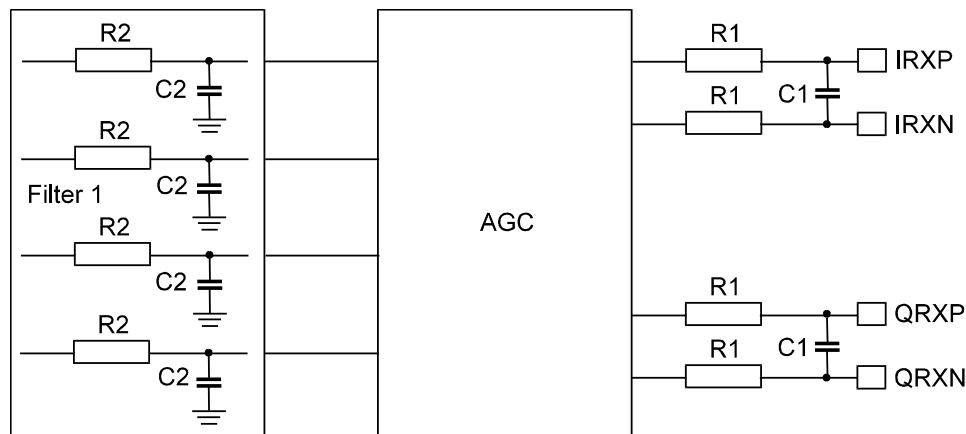 R2
C2
R2
C2
Filter 1
R2
C2
R2
C2
AGC
R1
IRXP
C1
R1
IRXN
R1
QRXP
C1
R1
QRXN